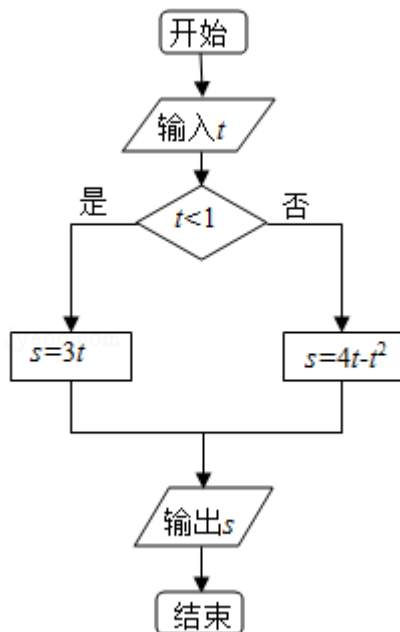 开始
输入t
t<1
是
否
s=3t
s=4t-t²
输出s
结束